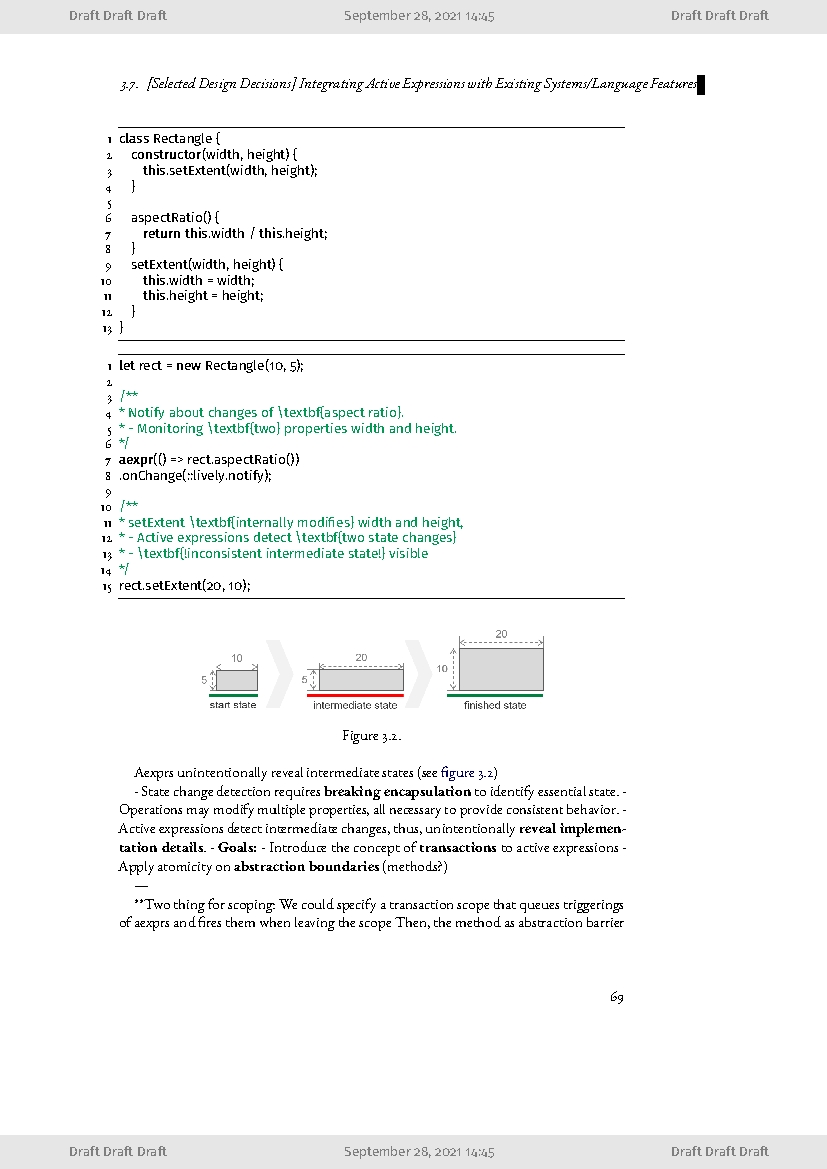 Draft Draft Draft September 28, 2021 14:45 Draft Draft Draft
3.7. [Selected Design Decisions] Integrating Active Expressions with Existing Systems/Language Features
1 class Rectangle {
2 constructor(width, height) {
3 this.setExtent(width, height);
4 }
5
6 aspectRatio() {
7 return this.width / this.height;
8 }
9 setExtent(width, height) {
10 this.width = width;
11 this.height = height;
12 }
13 }
1 let rect = new Rectangle(10, 5);
2
3 /**
4 * Notify about changes of \textbf{aspect ratio}.
5 * - Monitoring \textbf{two} properties width and height.
6 */
7 aexpr(() => rect.aspectRatio())
8 .onChange(::lively.notify);
9
10 /**
11 * setExtent \textbf{internally modifies} width and height,
12 * - Active expressions detect \textbf{two state changes}
13 * - \textbf{!inconsistent intermediate state!} visible
14 */
15 rect.setExtent(20, 10);
10
5
start state
20
5
intermediate state
20
10
finished state
Figure 3.2.
Aexprs unintentionally reveal intermediate states (see figure 3.2)
- State change detection requires breaking encapsulation to identify essential state. -
Operations may modify multiple properties, all necessary to provide consistent behavior. -
Active expressions detect intermediate changes, thus, unintentionally reveal implemen-
tation details. - Goals: - Introduce the concept of transactions to active expressions -
Apply atomicity on abstraction boundaries (methods?)
—
**Two thing for scoping: We could specify a transaction scope that queues triggerings
of aexprs and fires them when leaving the scope Then, the method as abstraction barrier
69
Draft Draft Draft September 28, 2021 14:45 Draft Draft Draft